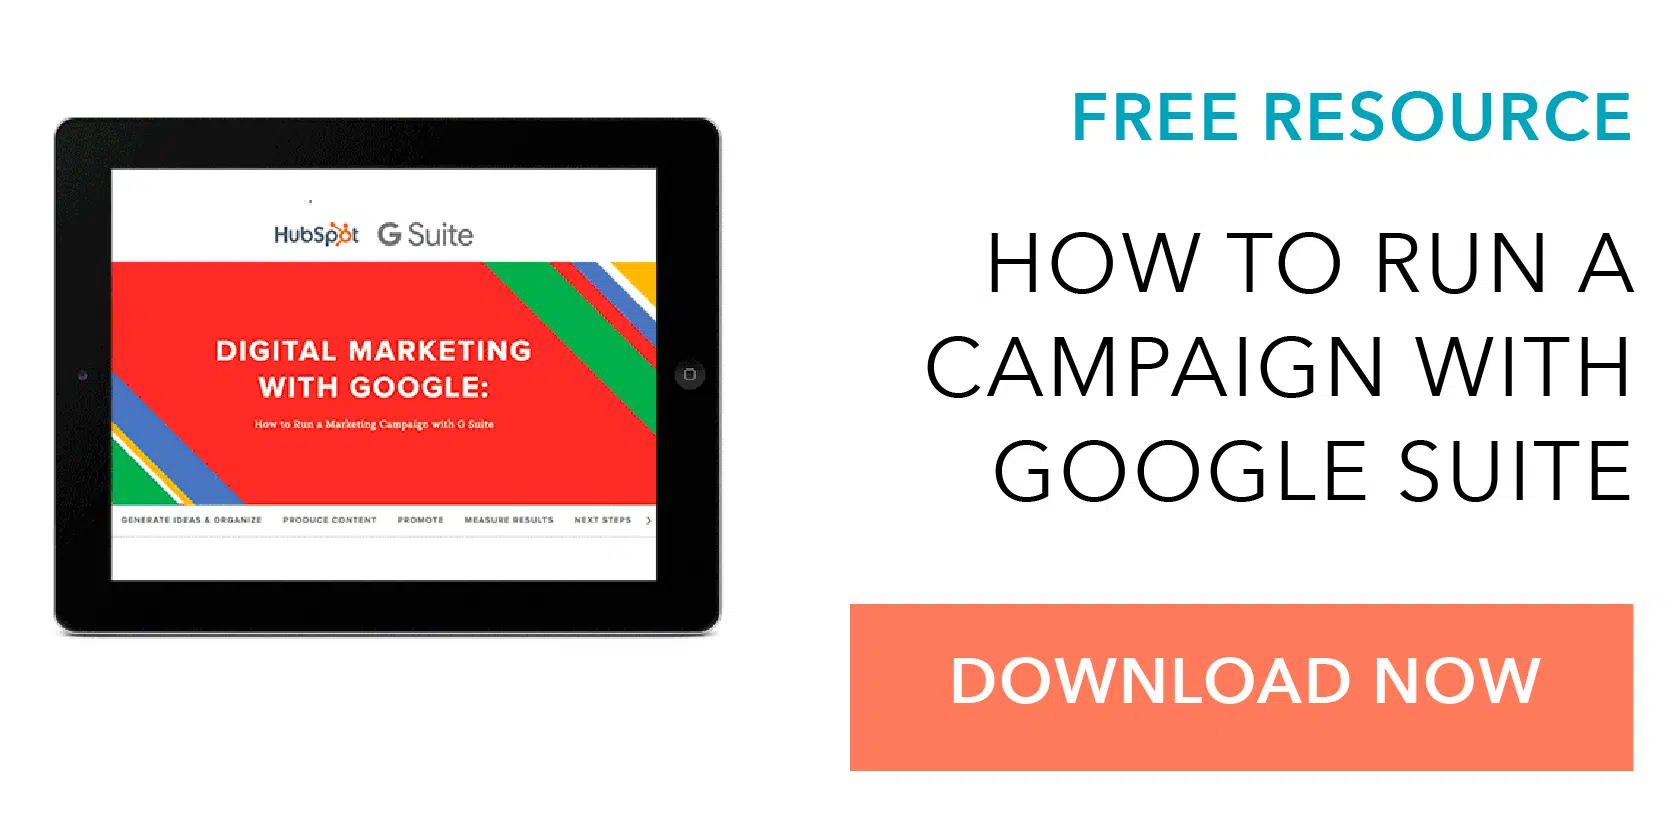 HubSpot G Suite
DIGITAL MARKETING
WITH GOOGLE:
How to Run a Marketing Campaign with G Suite
GENERATE IDEAS & ORGANIZE PRODUCE CONTENT PROMOTE MEASURE RESULTS NEXT STEPS >
FREE RESOURCE
HOW TO RUN A
CAMPAIGN WITH
GOOGLE SUITE
DOWNLOAD NOW